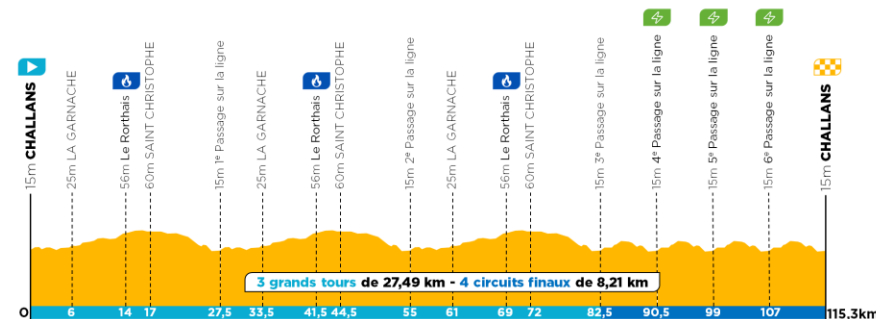 15m CHALLANS
25m LA GARNACHE
56m Le Rorthais
60m SAINT CHRISTOPHE
15m 1e Passage sur la ligne
25m LA GARNACHE
56m Le Rorthais
60m SAINT CHRISTOPHE
15m 2e Passage sur la ligne
25m LA GARNACHE
56m Le Rorthais
60m SAINT CHRISTOPHE
15m 3e Passage sur la ligne
15m 4e Passage sur la ligne
15m 5e Passage sur la ligne
15m 6e Passage sur la ligne
15m CHALLANS
3 grands tours de 27,49 km - 4 circuits finaux de 8,21 km
0 6 14 17 27,5 33,5 41,5 44,5 55 61 69 72 82,5 90,5 99 107 115.3km